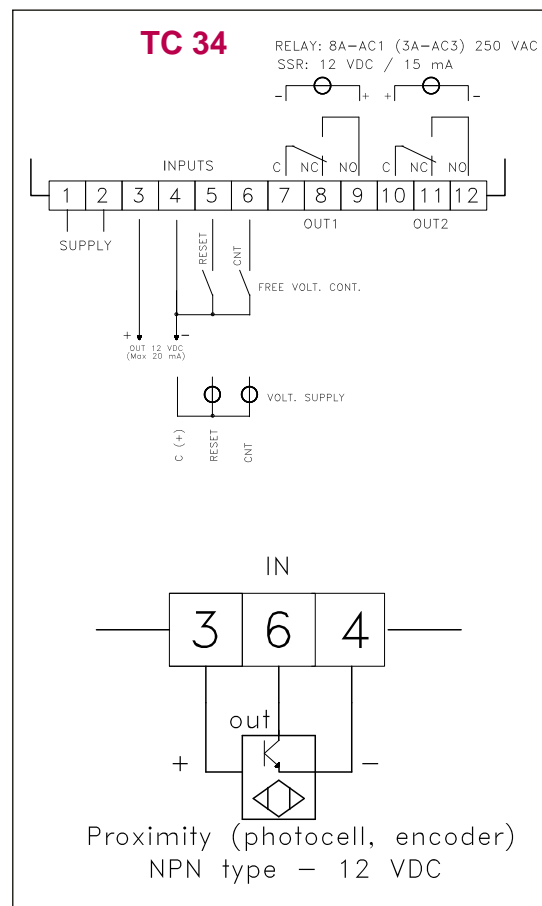 TC 34
RELAY: 8A-AC1 (3A-AC3) 250 VAC
SSR: 12 VDC / 15 mA
- + + -
INPUTS C NC NO C NC NO
1 2 3 4 5 6 7 8 9 10 11 12
SUPPLY OUT1 OUT2
RESET CNT
FREE VOLT. CONT.
+ -
OUT 12 VDC
(Max 20 mA)
VOLT. SUPPLY
C (+) RESET CNT
IN
3 6 4
out
+ -
Proximity (photocell, encoder)
NPN type - 12 VDC